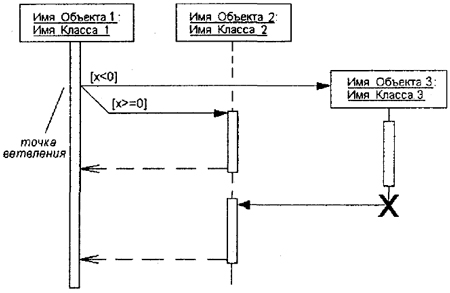 Имя Объекта 1:
Имя Класса 1
Имя Объекта 2:
Имя Класса 2
[x<0]
Имя Объекта 3:
Имя Класса 3
[x>=0]
точка
ветвления